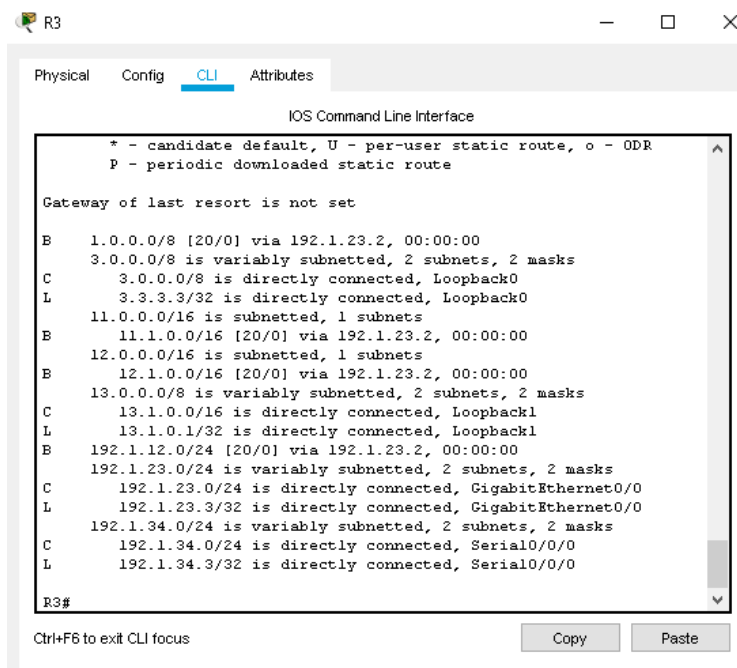 R3
Physical Config CLI Attributes
IOS Command Line Interface
* - candidate default, U - per-user static route, o - ODR
P - periodic downloaded static route
Gateway of last resort is not set
B 1.0.0.0/8 [20/0] via 192.1.23.2, 00:00:00
3.0.0.0/8 is variably subnetted, 2 subnets, 2 masks
C 3.0.0.0/8 is directly connected, Loopback0
L 3.3.3.3/32 is directly connected, Loopback0
11.0.0.0/16 is subnetted, 1 subnets
B 11.1.0.0/16 [20/0] via 192.1.23.2, 00:00:00
12.0.0.0/16 is subnetted, 1 subnets
B 12.1.0.0/16 [20/0] via 192.1.23.2, 00:00:00
13.0.0.0/8 is variably subnetted, 2 subnets, 2 masks
C 13.1.0.0/16 is directly connected, Loopback1
L 13.1.0.1/32 is directly connected, Loopback1
B 192.1.12.0/24 [20/0] via 192.1.23.2, 00:00:00
192.1.23.0/24 is variably subnetted, 2 subnets, 2 masks
C 192.1.23.0/24 is directly connected, GigabitEthernet0/0
L 192.1.23.3/32 is directly connected, GigabitEthernet0/0
192.1.34.0/24 is variably subnetted, 2 subnets, 2 masks
C 192.1.34.0/24 is directly connected, Serial0/0/0
L 192.1.34.3/32 is directly connected, Serial0/0/0
R3#
Ctrl+F6 to exit CLI focus Copy Paste